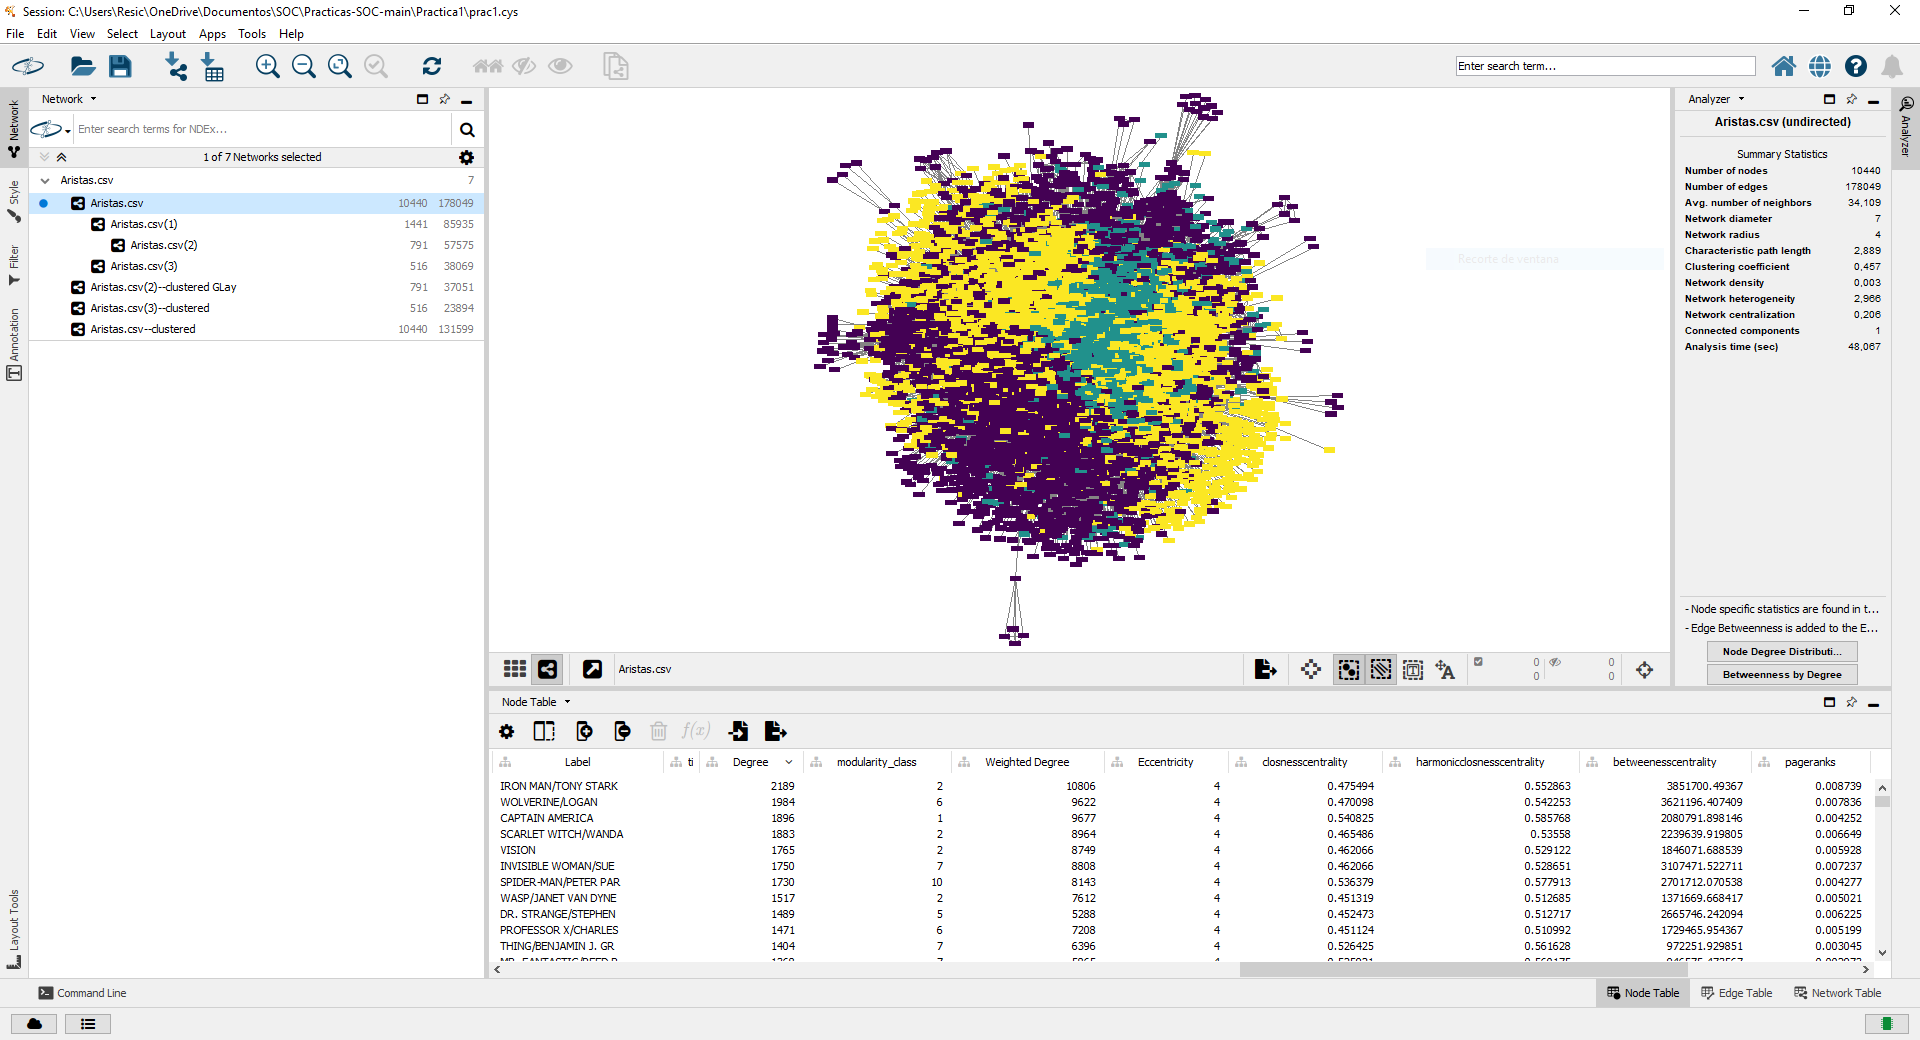 Session: C:\Users\Resic\OneDrive\Documentos\SOC\Practicas-SOC-main\Practica1\prac1.cys
File Edit View Select Layout Apps Tools Help
Enter search term...
Network
Style
Filter
Annotation
Layout Tools
Network
Enter search terms for NDEx...
1 of 7 Networks selected
Aristas.csv 7
Aristas.csv 10440 178049
Aristas.csv(1) 1441 85935
Aristas.csv(2) 791 57575
Aristas.csv(3) 516 38069
Aristas.csv(2)--clustered GLay 791 37051
Aristas.csv(3)--clustered 516 23894
Aristas.csv--clustered 10440 131599
Recorte de ventana
Aristas.csv
0 0
0 0
Analyzer
Analyzer
Aristas.csv (undirected)
Summary Statistics
Number of nodes 10440
Number of edges 178049
Avg. number of neighbors 34,109
Network diameter 7
Network radius 4
Characteristic path length 2,889
Clustering coefficient 0,457
Network density 0,003
Network heterogeneity 2,966
Network centralization 0,206
Connected components 1
Analysis time (sec) 48,067
- Node specific statistics are found in t...
- Edge Betweenness is added to the E...
Node Degree Distributi...
Betweenness by Degree
Node Table
f(x)
Label ti Degree modularity_class Weighted Degree Eccentricity closnesscentrality harmonicclosnesscentrality betweenesscentrality pageranks
IRON MAN/TONY STARK 2189 2 10806 4 0.475494 0.552863 3851700.49367 0.008739
WOLVERINE/LOGAN 1984 6 9622 4 0.470098 0.542253 3621196.407409 0.007836
CAPTAIN AMERICA 1896 1 9677 4 0.540825 0.585768 2080791.898146 0.004252
SCARLET WITCH/WANDA 1883 2 8964 4 0.465486 0.53558 2239639.919805 0.006649
VISION 1765 2 8749 4 0.462066 0.529122 1846071.688539 0.005928
INVISIBLE WOMAN/SUE 1750 7 8808 4 0.462066 0.528651 3107471.522711 0.007237
SPIDER-MAN/PETER PAR 1730 10 8143 4 0.536379 0.577913 2701712.070538 0.004277
WASP/JANET VAN DYNE 1517 2 7612 4 0.451319 0.512685 1371669.668417 0.005021
DR. STRANGE/STEPHEN 1489 5 5288 4 0.452473 0.512717 2665746.242094 0.006225
PROFESSOR X/CHARLES 1471 6 7208 4 0.451124 0.510992 1729465.954367 0.005199
THING/BENJAMIN J. GR 1404 7 6396 4 0.526425 0.561628 972251.929851 0.003045
Command Line
Node Table Edge Table Network Table